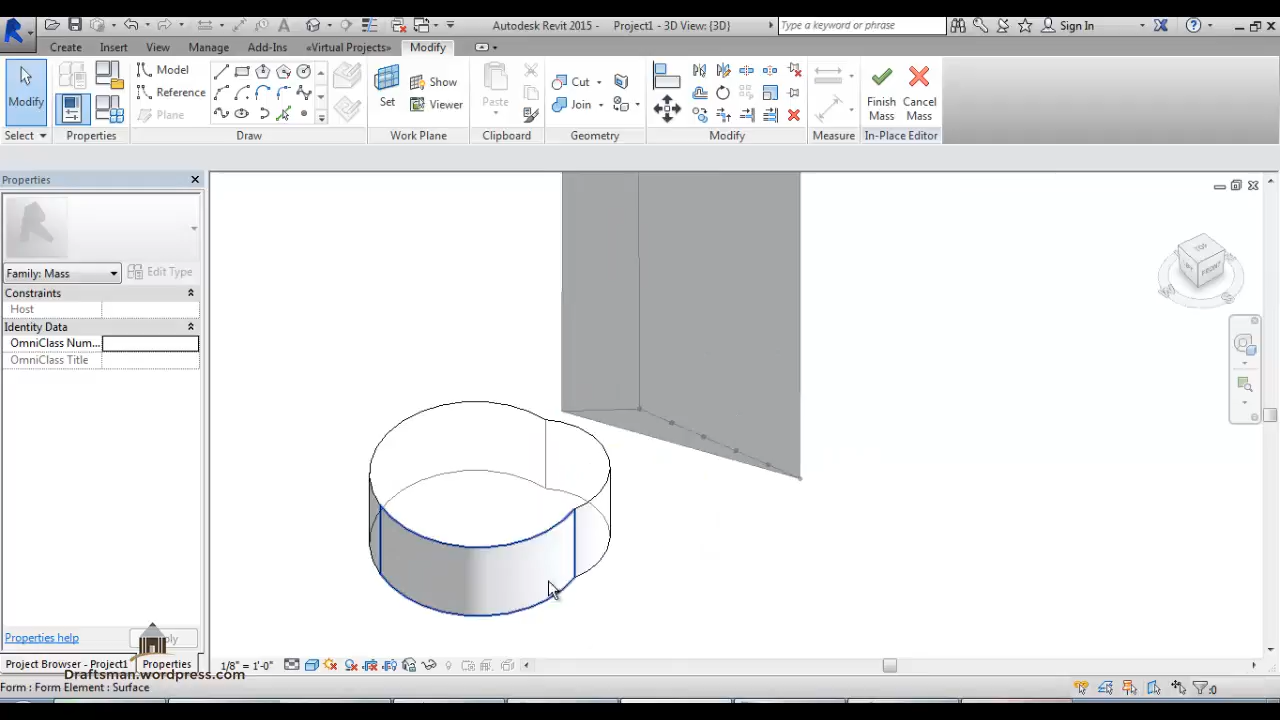 Autodesk Revit 2015 - Project1 - 3D View: {3D}
Type a keyword or phrase
Sign In
Create Insert View Manage Add-Ins «Virtual Projects» Modify
Modify
Select
Properties
Model
Reference
Plane
Draw
Set
Show
Viewer
Work Plane
Paste
Clipboard
Cut
Join
Geometry
Modify
Measure
Finish
Mass
Cancel
Mass
In-Place Editor
Properties
Family: Mass
Edit Type
Constraints
Host
Identity Data
OmniClass Num...
OmniClass Title
TOP
FRONT
Properties help
Project Browser - Project1
Properties
1/8" = 1'-0"
Draftsman.wordpress.com
Form : Form Element : Surface
:0